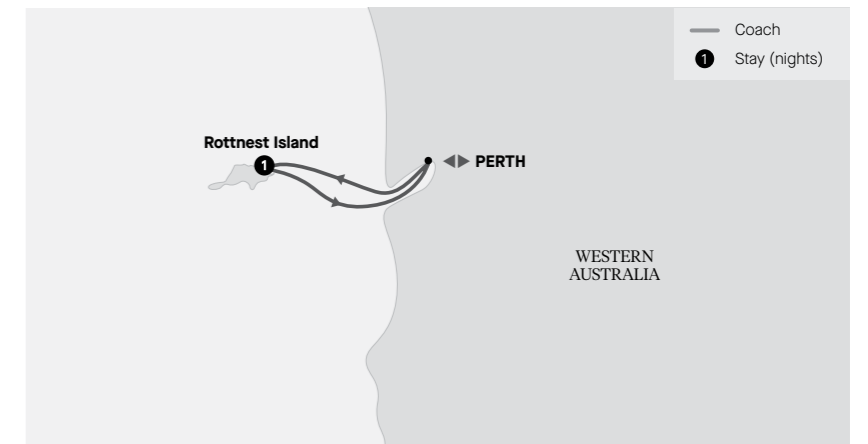 Coach
1 Stay (nights)
Rottnest Island
1
PERTH
WESTERN
AUSTRALIA